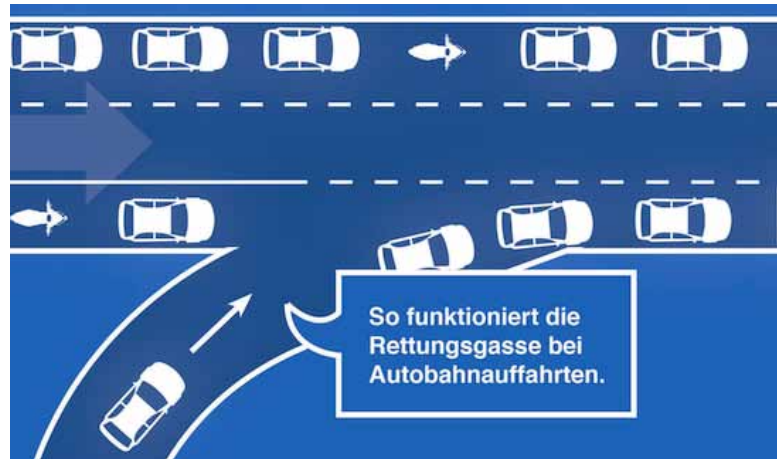 So funktioniert die
Rettungsgasse bei
Autobahnauffahrten.